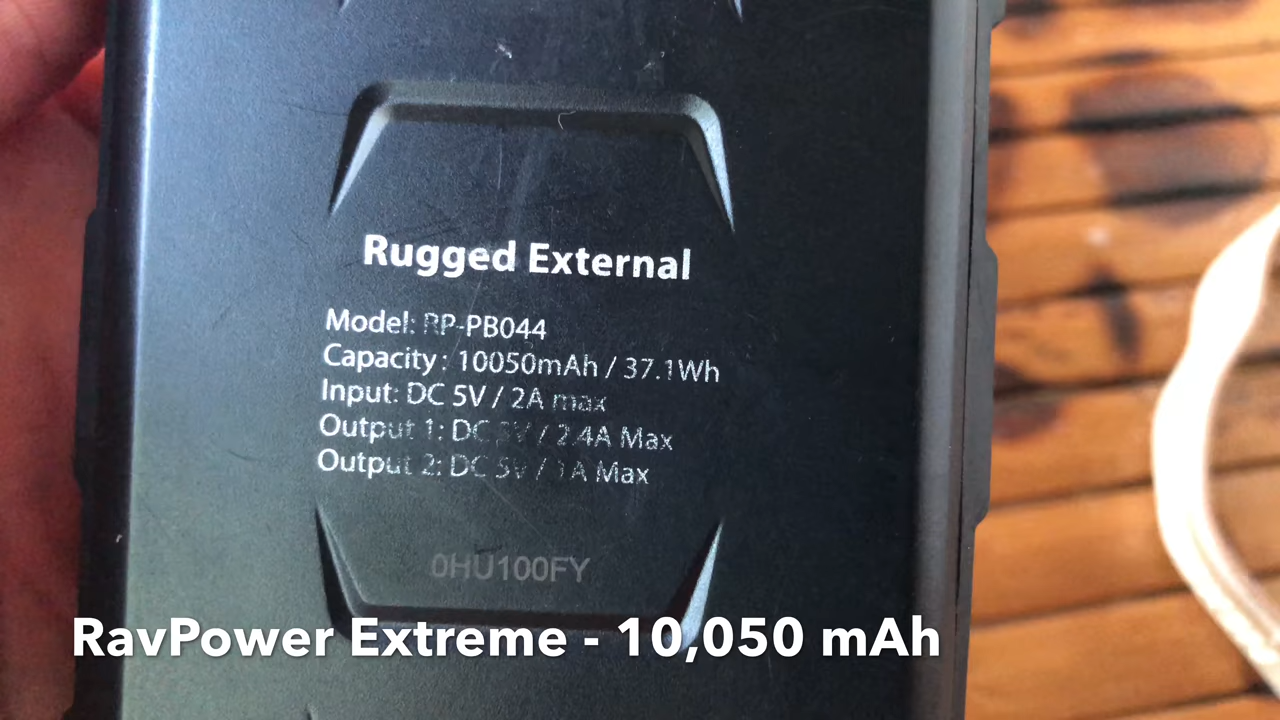 Rugged External
Model: RP-PB044
Capacity: 10050mAh / 37.1Wh
Input: DC 5V / 2A max
Output 1: DC 5V / 2.4A Max
Output 2: DC 5V / 1A Max
0HU100FY
RavPower Extreme - 10,050 mAh